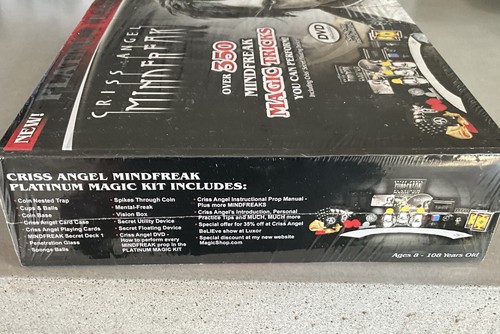 PLATINUM MAGIC
CRISS ANGEL
MINDFREAK
NEW!
OVER 350
MINDFREAK
MAGIC TRICKS
YOU CAN PERFORM!
DVD
CRISS ANGEL MINDFREAK
PLATINUM MAGIC KIT INCLUDES:
· Coin Nested Trap
· Cups & Balls
· Coin Base
· Criss Angel Card Case
· Criss Angel Playing Cards
· MINDFREAK Secret Deck 1
· Penetration Glass
· Sponge Balls
· Spikes Through Coin
· Mental-Freak
· Vision Box
· Secret Utility Device
· Secret Floating Device
· Criss Angel DVD -
How to perform every
MINDFREAK prop in the
PLATINUM MAGIC KIT
· Criss Angel Instructional Prop Manual -
Plus more MINDFREAKS
· Criss Angel's Introduction, Personal
Practice Tips and MUCH, MUCH more
· Special offer for 35% off at Criss Angel
BeLIEve show at Luxor
· Special discount at my new website
MagicShop.com
Ages 8 - 108 Years Old